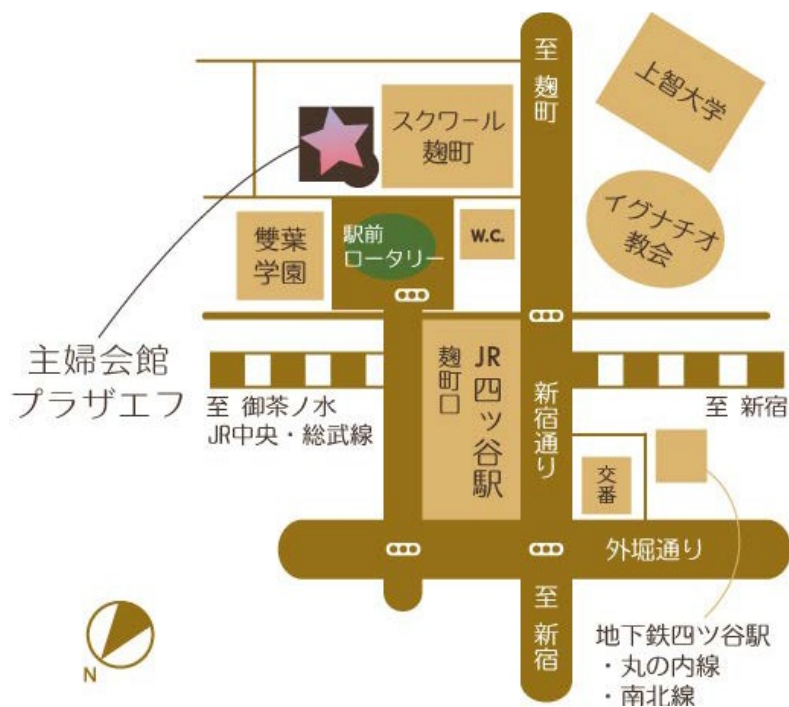 至 麹町
上智大学
スクワール
麹町
イグナチオ
教会
雙葉
学園
駅前
ロータリー
W.C.
主婦会館
プラザエフ
麹町口
JR四ッ谷駅
新宿通り
至 御茶ノ水
JR中央・総武線
至 新宿
交番
外堀通り
至 新宿
地下鉄四ツ谷駅
・丸の内線
・南北線
N